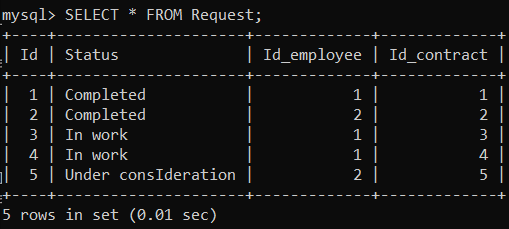 mysql> SELECT * FROM Request;
+----+---------------------+-------------+-------------+
| Id | Status              | Id_employee | Id_contract |
+----+---------------------+-------------+-------------+
|  1 | Completed           |           1 |           1 |
|  2 | Completed           |           2 |           2 |
|  3 | In work             |           1 |           3 |
|  4 | In work             |           1 |           4 |
|  5 | Under consIderation |           2 |           5 |
+----+---------------------+-------------+-------------+
5 rows in set (0.01 sec)